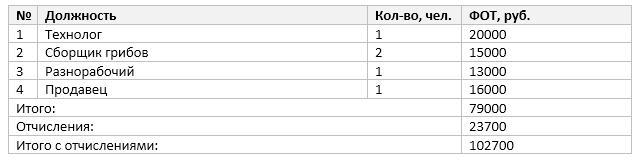 № Должность Кол-во, чел. ФОТ, руб.
1 Технолог 1 20000
2 Сборщик грибов 2 15000
3 Разнорабочий 1 13000
4 Продавец 1 16000
Итого: 79000
Отчисления: 23700
Итого с отчислениями: 102700